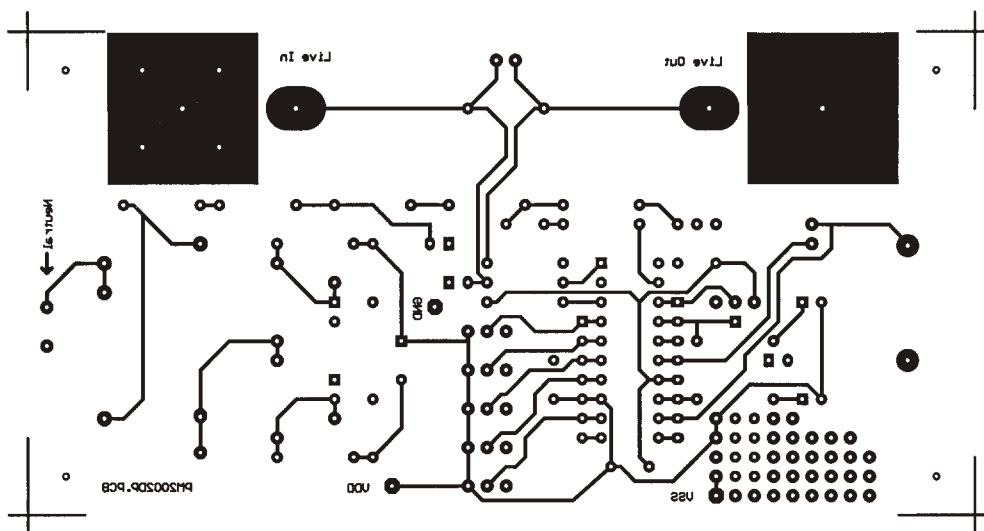 Live In
Live Out
Neutral
GND
PM2002DP.PCB
VDD
VSS